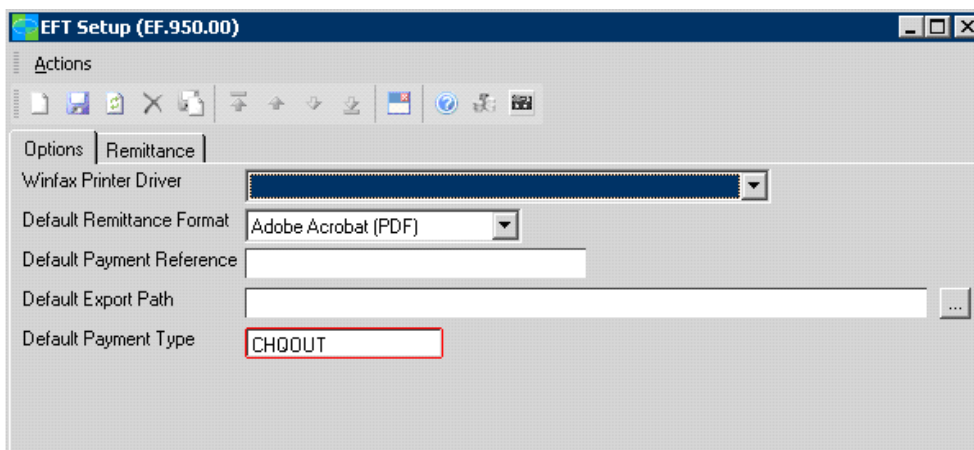 EFT Setup (EF.950.00)
Actions
Options Remittance
Winfax Printer Driver
Default Remittance Format Adobe Acrobat (PDF)
Default Payment Reference
Default Export Path ...
Default Payment Type CHQOUT